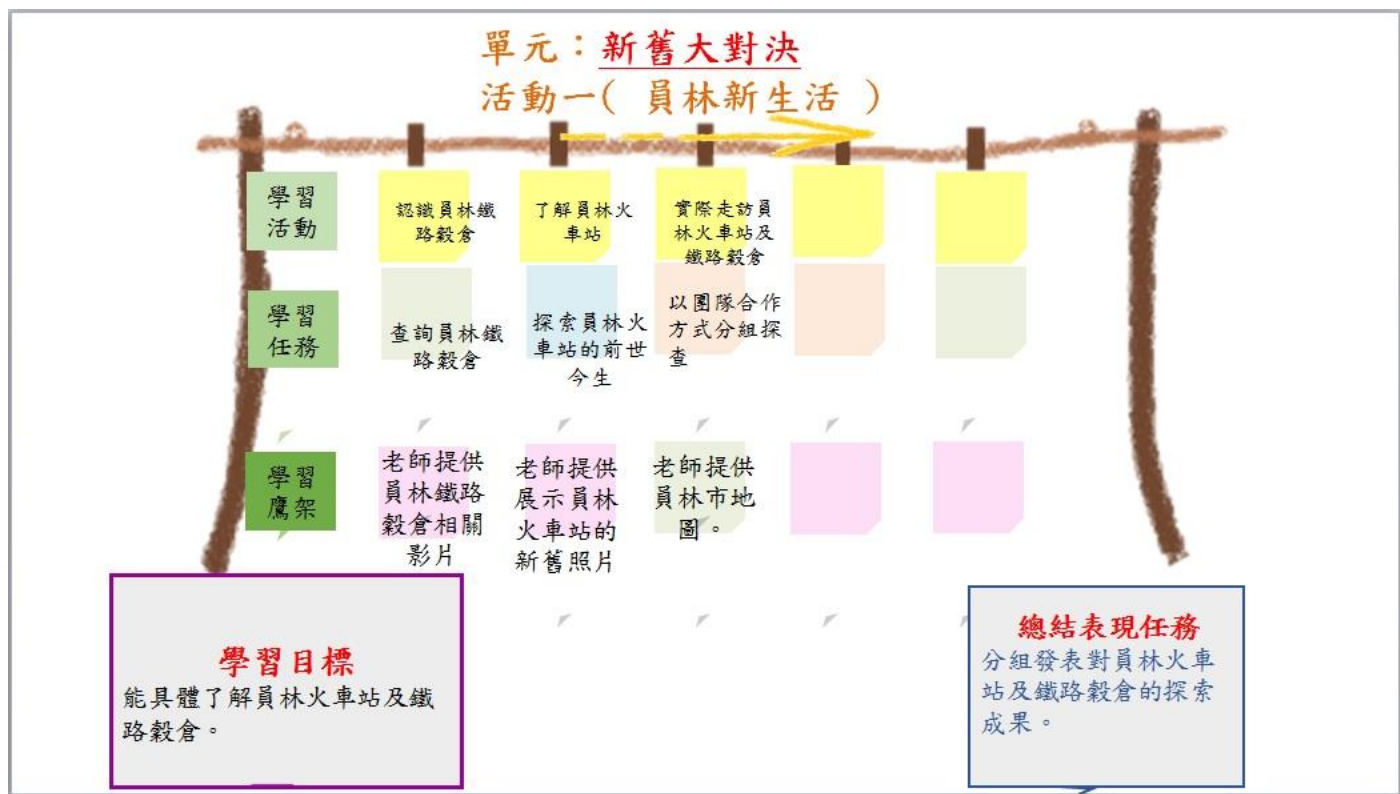 單元：新舊大對決
活動一( 員林新生活 )
學習
活動
認識員林鐵
路穀倉
了解員林火
車站
實際走訪員
林火車站及
鐵路穀倉
學習
任務
查詢員林鐵
路穀倉
探索員林火
車站的前世
今生
以團隊合作
方式分組探
查
學習
鷹架
老師提供
員林鐵路
穀倉相關
影片
老師提供
展示員林
火車站的
新舊照片
老師提供
員林市地
圖。
學習目標
能具體了解員林火車站及鐵
路穀倉。
總結表現任務
分組發表對員林火車
站及鐵路穀倉的探索
成果。